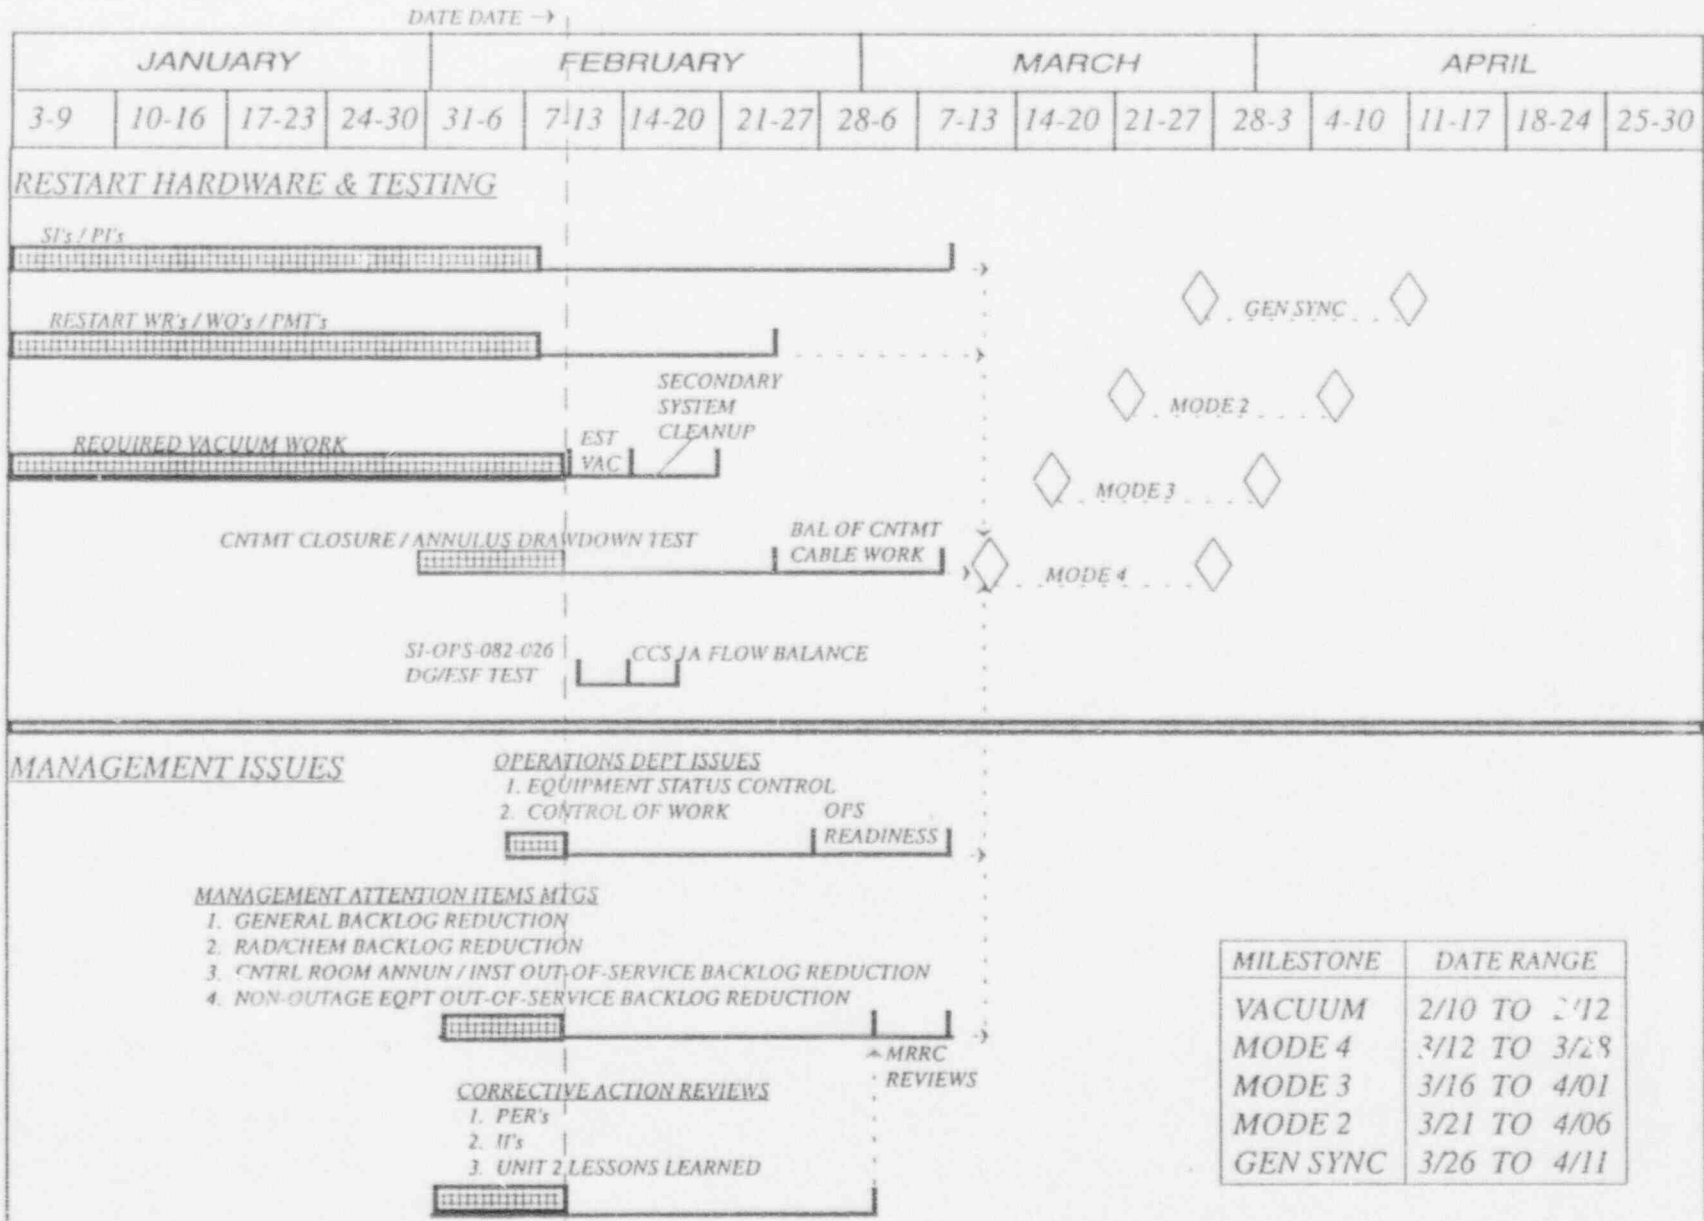 DATE DATE →
JANUARY FEBRUARY MARCH APRIL
3-9 10-16 17-23 24-30 31-6 7-13 14-20 21-27 28-6 7-13 14-20 21-27 28-3 4-10 11-17 18-24 25-30
RESTART HARDWARE & TESTING
SI's / PI's
GEN SYNC
RESTART WR's / WO's / PMT's
SECONDARY
SYSTEM
CLEANUP
MODE 2
REQUIRED VACUUM WORK
EST
VAC
MODE 3
CNTMT CLOSURE / ANNULUS DRAWDOWN TEST
BAL OF CNTMT
CABLE WORK
MODE 4
SI-OPS-082-026
DG/ESF TEST
CCS 1A FLOW BALANCE
MANAGEMENT ISSUES
OPERATIONS DEPT ISSUES
1. EQUIPMENT STATUS CONTROL
2. CONTROL OF WORK
OPS
READINESS
MANAGEMENT ATTENTION ITEMS MTGS
1. GENERAL BACKLOG REDUCTION
2. RAD/CHEM BACKLOG REDUCTION
3. CNTRL ROOM ANNUN / INST OUT-OF-SERVICE BACKLOG REDUCTION
4. NON-OUTAGE EQPT OUT-OF-SERVICE BACKLOG REDUCTION
MRRC
REVIEWS
CORRECTIVE ACTION REVIEWS
1. PER's
2. II's
3. UNIT 2 LESSONS LEARNED
MILESTONE DATE RANGE
VACUUM 2/10 TO
MODE 4 3/12 TO 3/28
MODE 3 3/16 TO 4/01
MODE 2 3/21 TO 4/06
GEN SYNC 3/26 TO 4/11